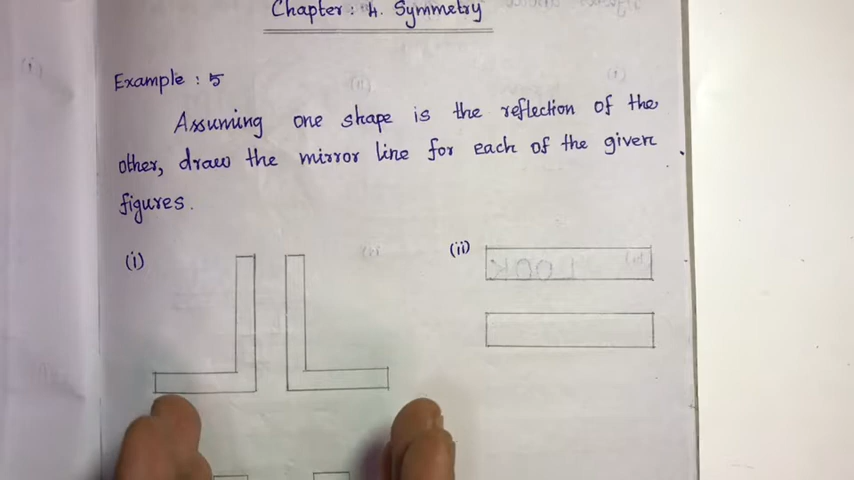 Chapter : 4. Symmetry
Example : 5
Assuming one shape is the reflection of the
other, draw the mirror line for each of the given
figures.
(i) (ii)